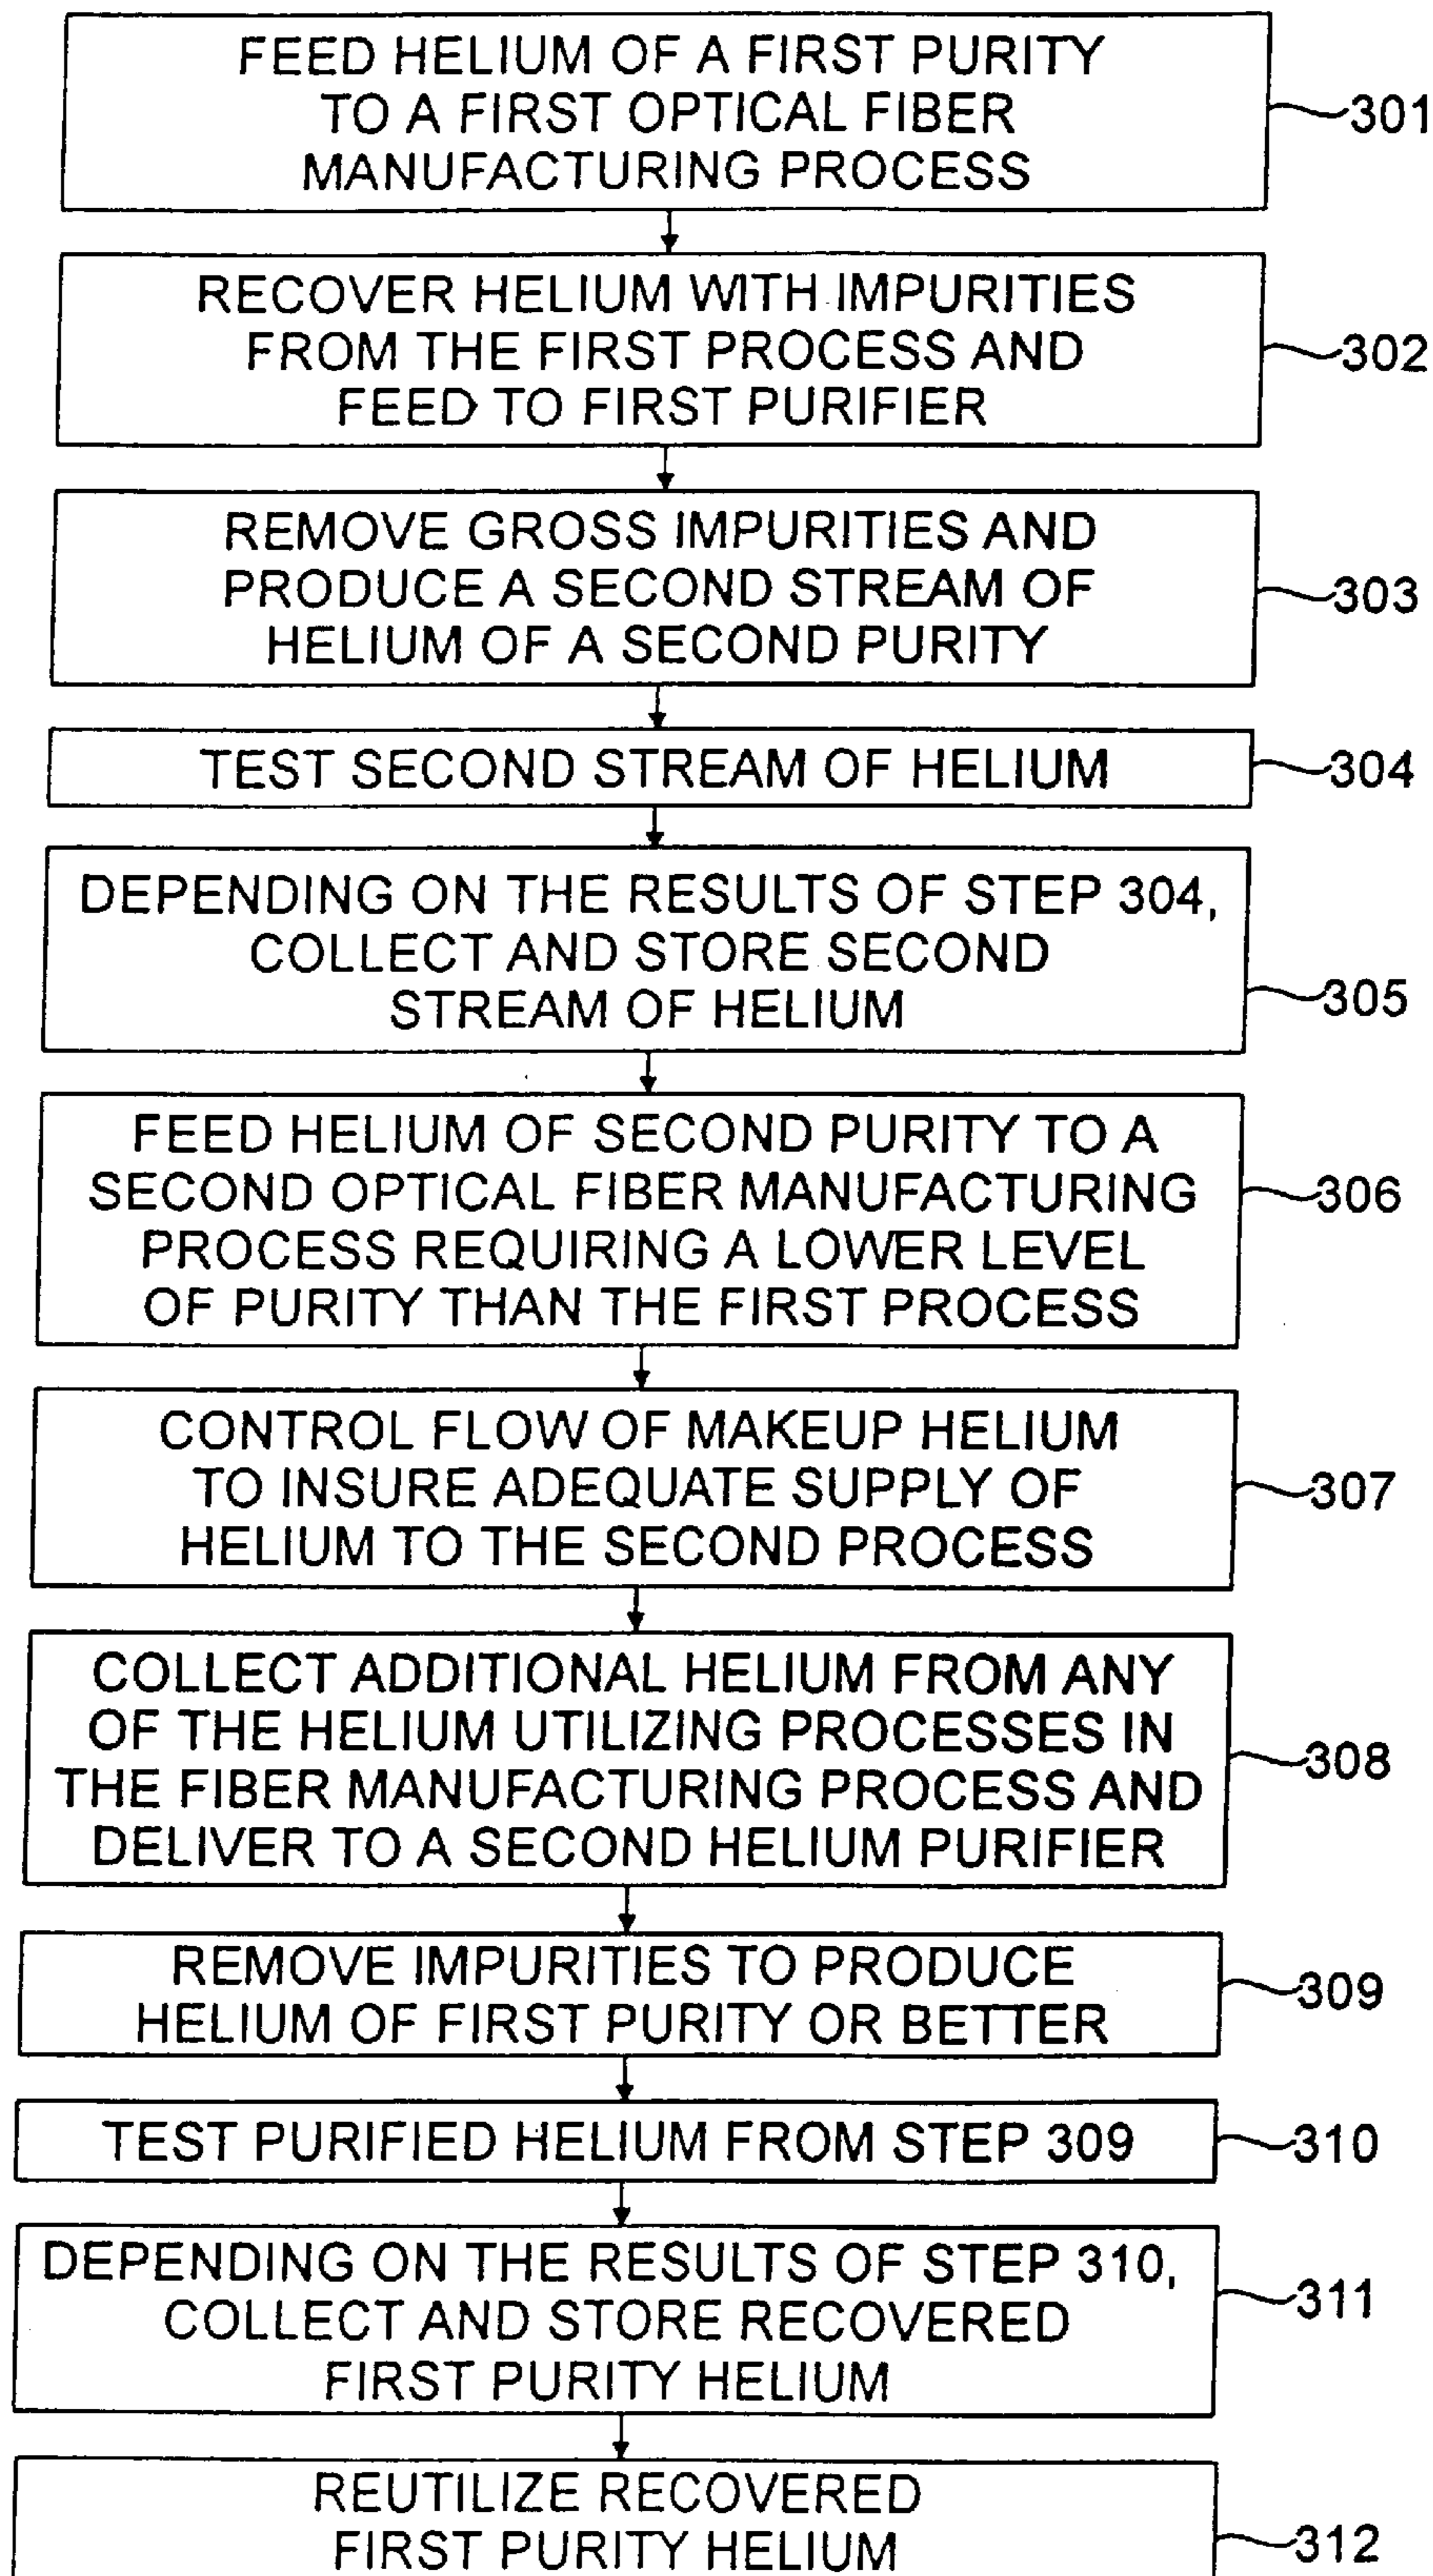 FEED HELIUM OF A FIRST PURITY
TO A FIRST OPTICAL FIBER
MANUFACTURING PROCESS
301
RECOVER HELIUM WITH IMPURITIES
FROM THE FIRST PROCESS AND
FEED TO FIRST PURIFIER
302
REMOVE GROSS IMPURITIES AND
PRODUCE A SECOND STREAM OF
HELIUM OF A SECOND PURITY
303
TEST SECOND STREAM OF HELIUM
304
DEPENDING ON THE RESULTS OF STEP 304,
COLLECT AND STORE SECOND
STREAM OF HELIUM
305
FEED HELIUM OF SECOND PURITY TO A
SECOND OPTICAL FIBER MANUFACTURING
PROCESS REQUIRING A LOWER LEVEL
OF PURITY THAN THE FIRST PROCESS
306
CONTROL FLOW OF MAKEUP HELIUM
TO INSURE ADEQUATE SUPPLY OF
HELIUM TO THE SECOND PROCESS
307
COLLECT ADDITIONAL HELIUM FROM ANY
OF THE HELIUM UTILIZING PROCESSES IN
THE FIBER MANUFACTURING PROCESS AND
DELIVER TO A SECOND HELIUM PURIFIER
308
REMOVE IMPURITIES TO PRODUCE
HELIUM OF FIRST PURITY OR BETTER
309
TEST PURIFIED HELIUM FROM STEP 309
310
DEPENDING ON THE RESULTS OF STEP 310,
COLLECT AND STORE RECOVERED
FIRST PURITY HELIUM
311
REUTILIZE RECOVERED
FIRST PURITY HELIUM
312